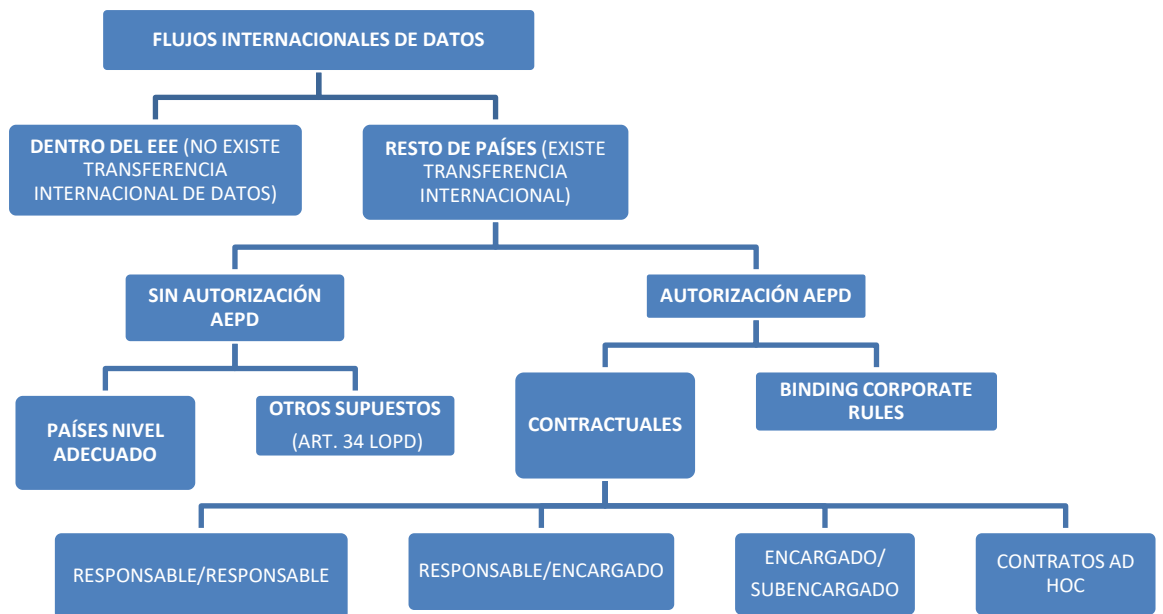 FLUJOS INTERNACIONALES DE DATOS
DENTRO DEL EEE (NO EXISTE
TRANSFERENCIA
INTERNACIONAL DE DATOS)
RESTO DE PAÍSES (EXISTE
TRANSFERENCIA
INTERNACIONAL)
SIN AUTORIZACIÓN
AEPD
AUTORIZACIÓN AEPD
PAÍSES NIVEL
ADECUADO
OTROS SUPUESTOS
(ART. 34 LOPD)
CONTRACTUALES
BINDING CORPORATE
RULES
RESPONSABLE/RESPONSABLE
RESPONSABLE/ENCARGADO
ENCARGADO/
SUBENCARGADO
CONTRATOS AD
HOC